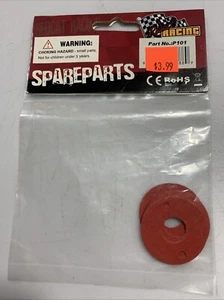 WARNING:
CHOKING HAZARD - Small parts.
Not for children under 3 years.
RACING
Part No.:P101
$3.99
SPAREPARTS
CE RoHS